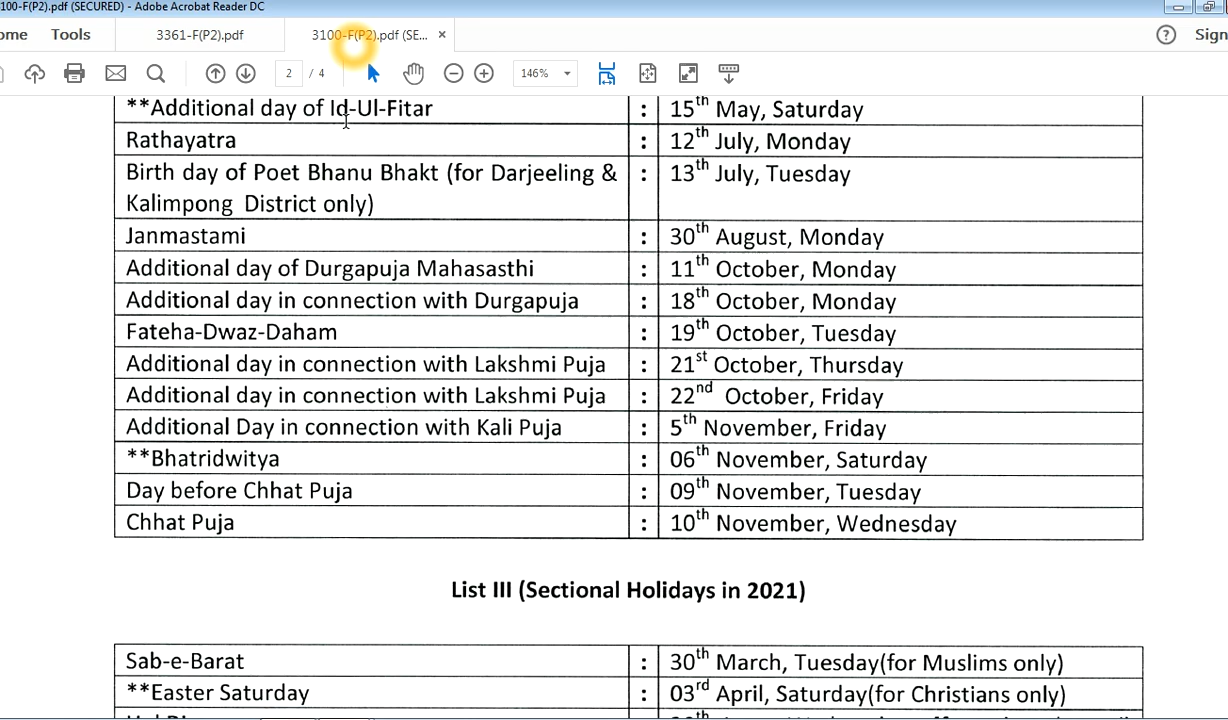 3100-F(P2).pdf (SECURED) - Adobe Acrobat Reader DC
ome Tools 3361-F(P2).pdf 3100-F(P2).pdf (SE... × ? Sign
2 / 4 146%
**Additional day of Id-Ul-Fitar : 15th May, Saturday
Rathayatra : 12th July, Monday
Birth day of Poet Bhanu Bhakt (for Darjeeling & : 13th July, Tuesday
Kalimpong District only)
Janmastami : 30th August, Monday
Additional day of Durgapuja Mahasasthi : 11th October, Monday
Additional day in connection with Durgapuja : 18th October, Monday
Fateha-Dwaz-Daham : 19th October, Tuesday
Additional day in connection with Lakshmi Puja : 21st October, Thursday
Additional day in connection with Lakshmi Puja : 22nd October, Friday
Additional Day in connection with Kali Puja : 5th November, Friday
**Bhatridwitya : 06th November, Saturday
Day before Chhat Puja : 09th November, Tuesday
Chhat Puja : 10th November, Wednesday
List III (Sectional Holidays in 2021)
Sab-e-Barat : 30th March, Tuesday(for Muslims only)
**Easter Saturday : 03rd April, Saturday(for Christians only)